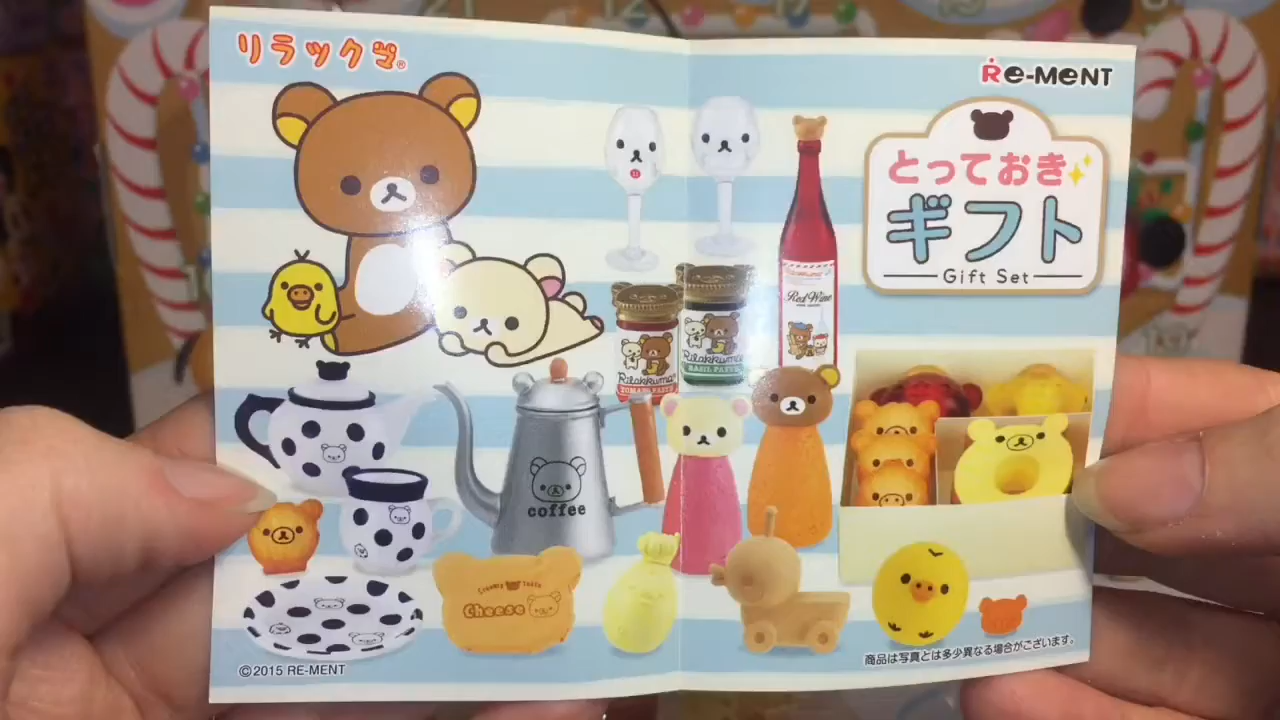 リラックマ®
Re-MeNT
とっておき
ギフト
Gift Set
Red Wine
Rilakkuma
TOMATO PASTE
Rilakkuma
BASIL PASTE
coffee
Creamy Taste
Cheese
©2015 RE-MENT
商品は写真とは多少異なる場合がございます。